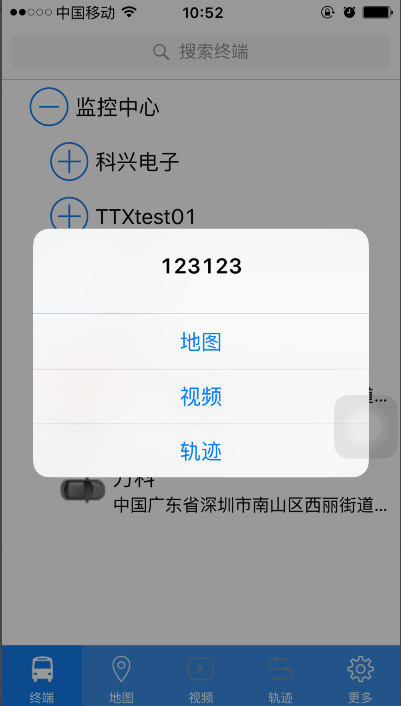 中国移动 10:52
搜索终端
监控中心
科兴电子
TTXtest01
123123
地图
视频
轨迹
中国广东省深圳市南山区西丽街道...
终端 地图 视频 轨迹 更多